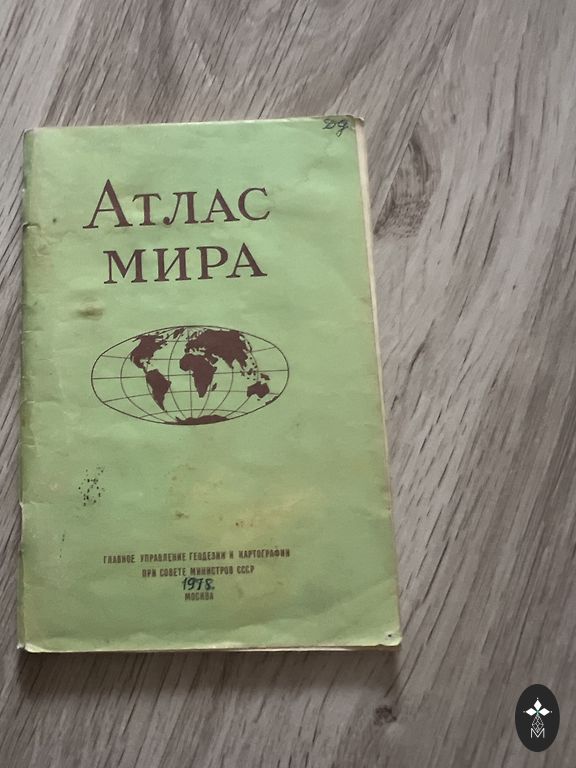 Атлас
мира
ГЛАВНОЕ УПРАВЛЕНИЕ ГЕОДЕЗИИ И КАРТОГРАФИИ
ПРИ СОВЕТЕ МИНИСТРОВ СССР
1978.
МОСКВА
M